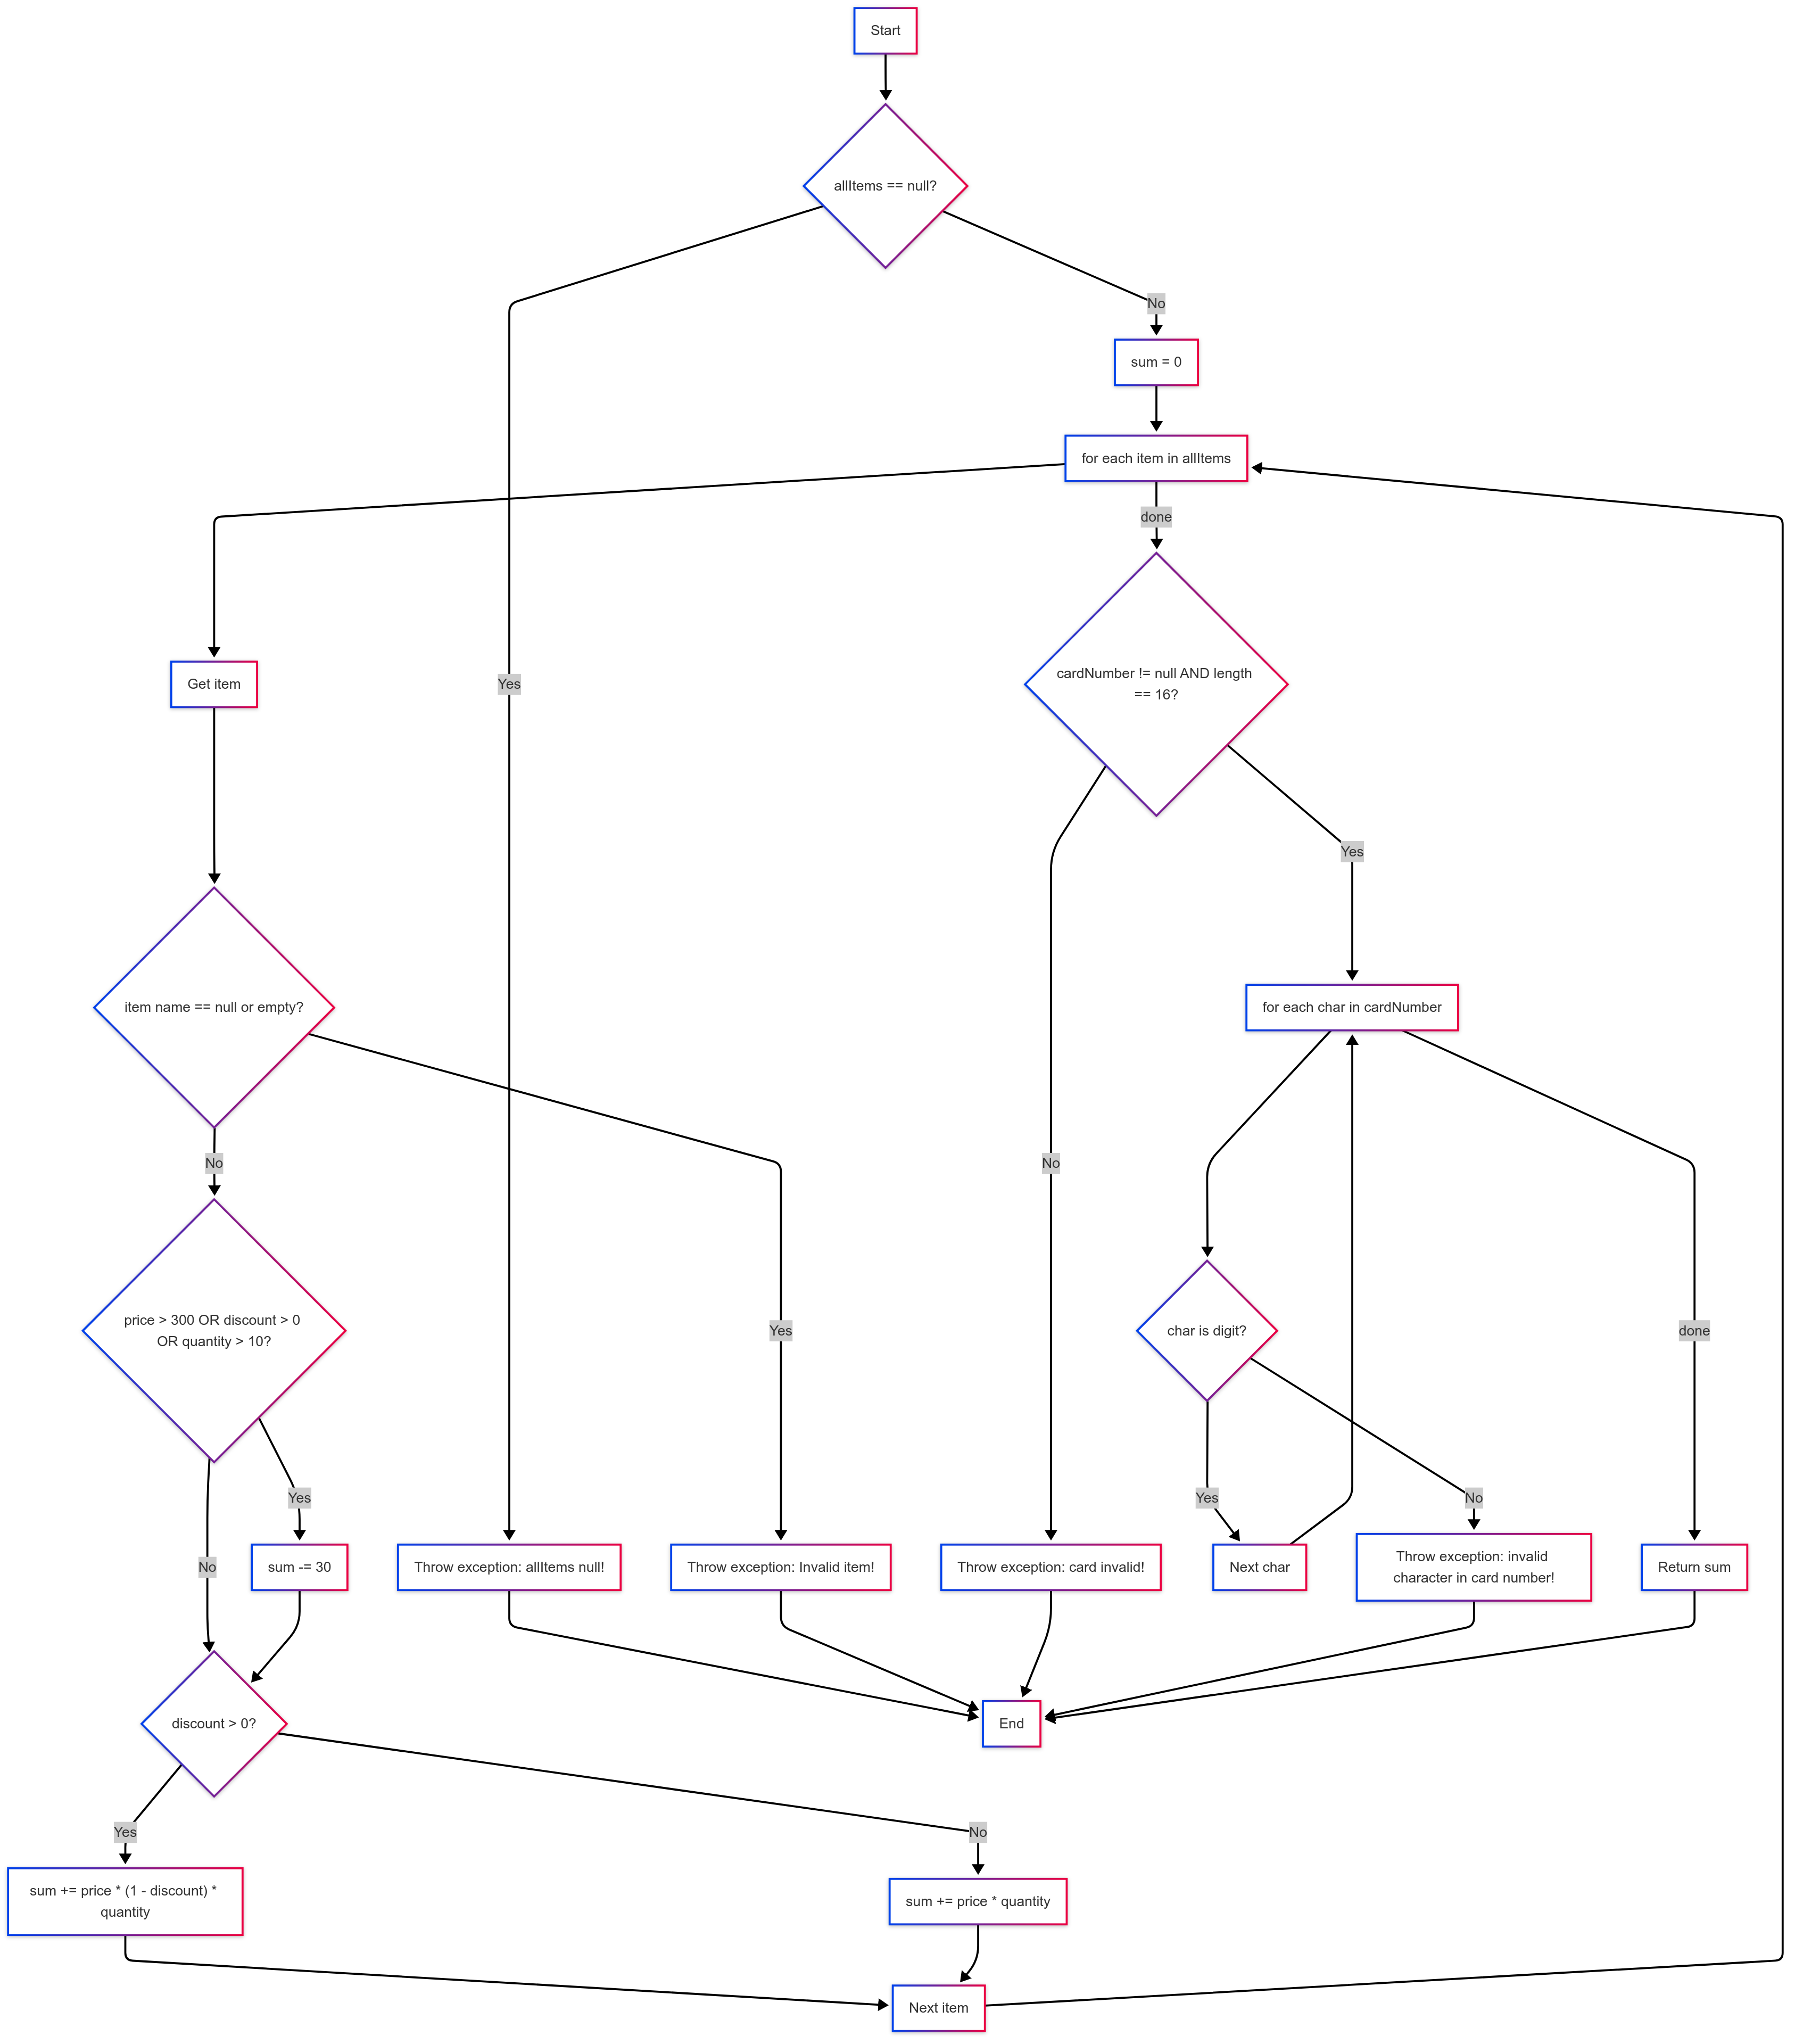 Start
allItems == null?
No
sum = 0
for each item in allItems
done
Get item
Yes
cardNumber != null AND length
== 16?
Yes
item name == null or empty?
for each char in cardNumber
No
No
price > 300 OR discount > 0
OR quantity > 10?
Yes
char is digit?
done
Yes
Yes
No
No
sum -= 30
Throw exception: allItems null!
Throw exception: Invalid item!
Throw exception: card invalid!
Next char
Throw exception: invalid
character in card number!
Return sum
discount > 0?
End
Yes
No
sum += price * (1 - discount) *
quantity
sum += price * quantity
Next item